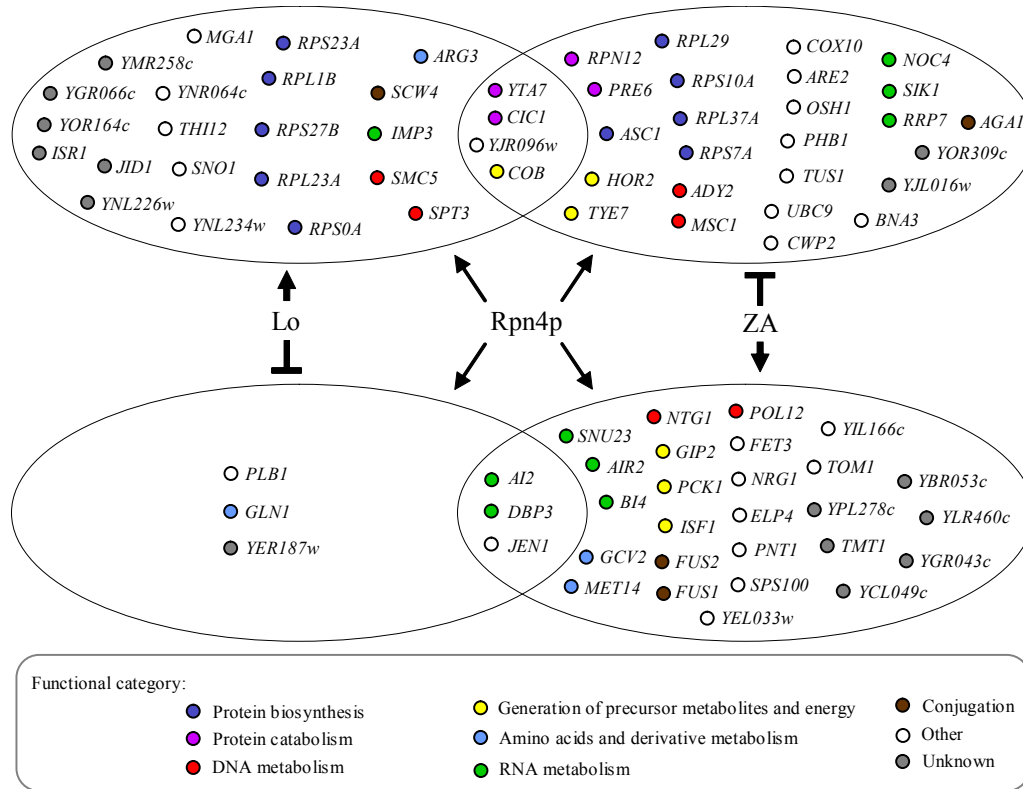 MGA1
RPS23A
ARG3
YMR258c
RPL1B
YGR066c
YNR064c
SCW4
YOR164c
THI12
RPS27B
IMP3
ISR1
JID1
SNO1
RPL23A
SMC5
YNL226w
YNL234w
RPS0A
SPT3
YTA7
CIC1
YJR096w
COB
RPN12
RPL29
COX10
NOC4
PRE6
RPS10A
ARE2
SIK1
ASC1
RPL37A
OSH1
RRP7
AGA1
RPS7A
PHB1
YOR309c
HOR2
ADY2
TUS1
YJL016w
TYE7
MSC1
UBC9
BNA3
CWP2
Lo
Rpn4p
ZA
PLB1
GLN1
YER187w
AI2
DBP3
JEN1
SNU23
NTG1
POL12
YIL166c
AIR2
GIP2
FET3
TOM1
YBR053c
BI4
PCK1
NRG1
YPL278c
YLR460c
ISF1
ELP4
TMT1
GCV2
FUS2
PNT1
YGR043c
MET14
FUS1
SPS100
YCL049c
YEL033w
Functional category:
Protein biosynthesis
Protein catabolism
DNA metabolism
Generation of precursor metabolites and energy
Amino acids and derivative metabolism
RNA metabolism
Conjugation
Other
Unknown